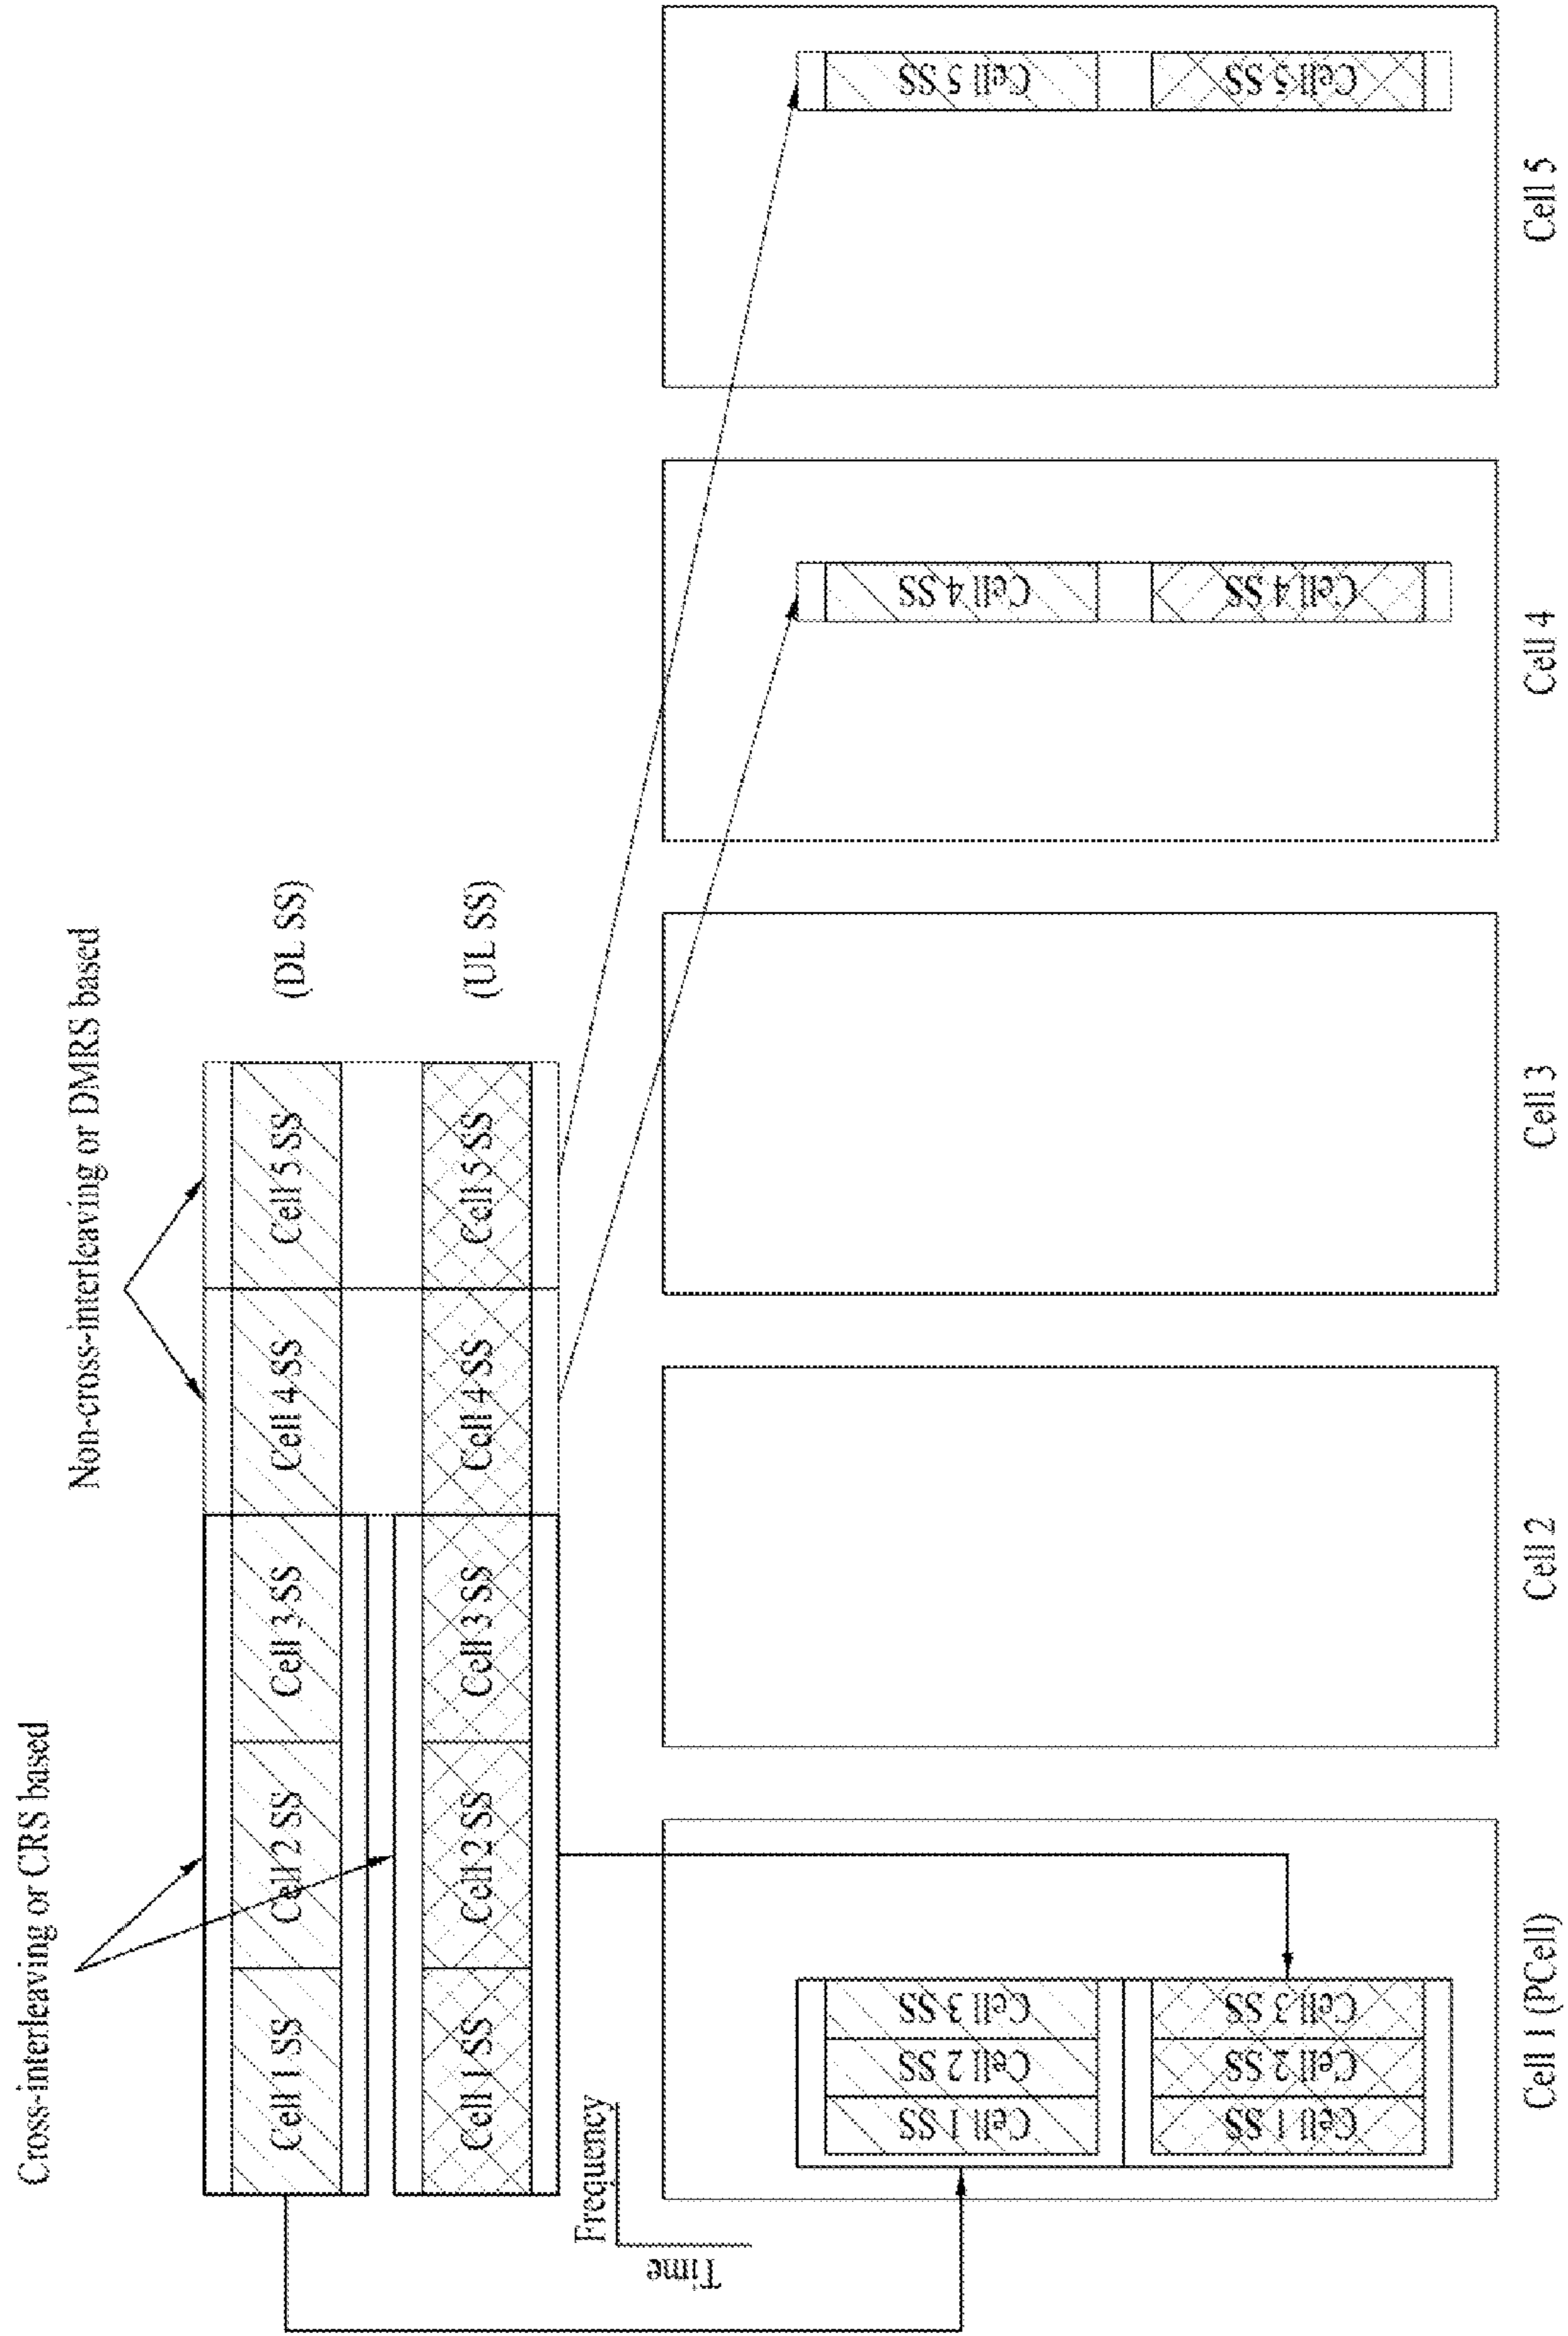 Cross-interleaving or CRS based
Non-cross-interleaving or DMRS based
Cell 1 SS
Cell 2 SS
Cell 3 SS
Cell 4 SS
Cell 5 SS
(DL SS)
Cell 1 SS
Cell 2 SS
Cell 3 SS
Cell 4 SS
Cell 5 SS
(UL SS)
Frequency
Time
Cell 1 SS
Cell 2 SS
Cell 3 SS
Cell 4 SS
Cell 5 SS
Cell 1 SS
Cell 2 SS
Cell 3 SS
Cell 4 SS
Cell 5 SS
Cell 1 (PCell)
Cell 2
Cell 3
Cell 4
Cell 5